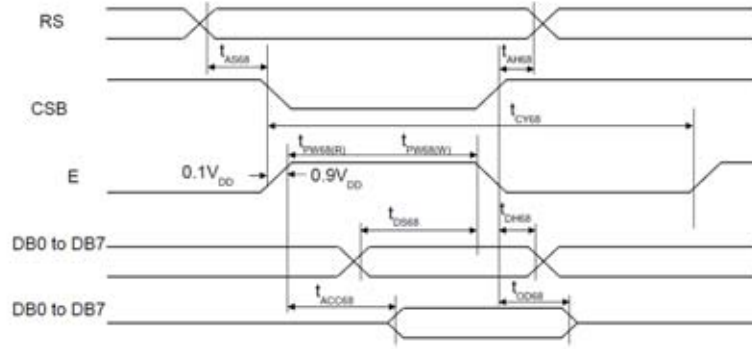 RS
tAS68
tAH68
CSB
tCY68
tPW68(R)
tPW68(W)
E
0.1VDD
0.9VDD
tDS68
tDH68
DB0 to DB7
tACC68
tOD68
DB0 to DB7